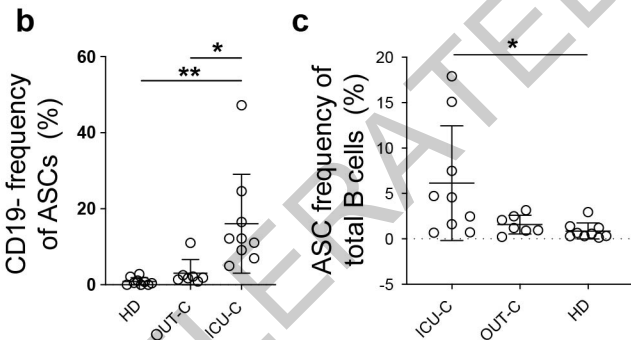 b
CD19- frequency
of ASCs (%)
60
40
20
0
**
*
HD
OUT-C
ICU-C
c
ASC frequency of
total B cells (%)
20
15
10
5
0
-5
*
ICU-C
OUT-C
HD
LERATE